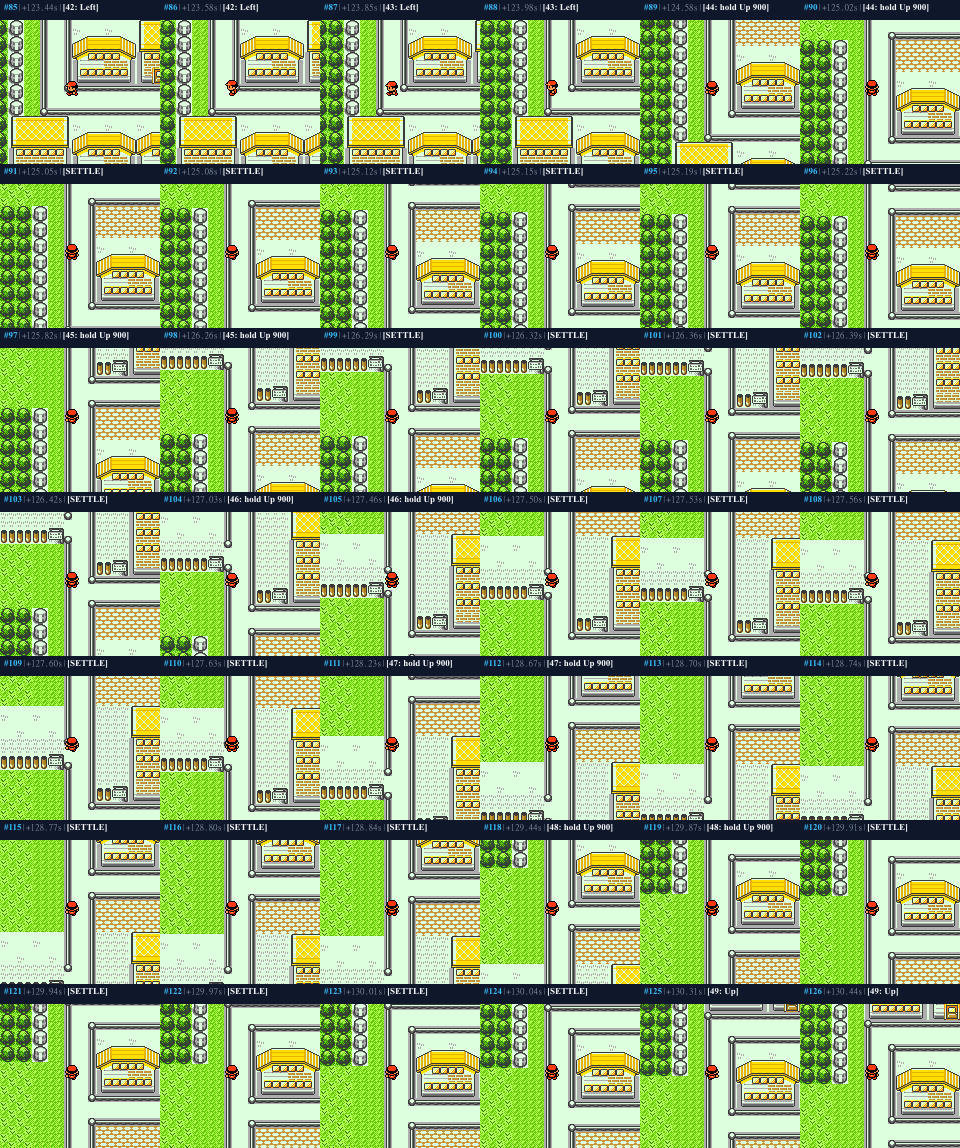 #85|+123.44s|[42: Left] #86|+123.58s|[42: Left] #87|+123.85s|[43: Left] #88|+123.98s|[43: Left] #89|+124.58s|[44: hold Up 900] #90|+125.02s|[44: hold Up 900]
#91|+125.05s|[SETTLE] #92|+125.08s|[SETTLE] #93|+125.12s|[SETTLE] #94|+125.15s|[SETTLE] #95|+125.19s|[SETTLE] #96|+125.22s|[SETTLE]
#97|+125.82s|[45: hold Up 900] #98|+126.26s|[45: hold Up 900] #99|+126.29s|[SETTLE] #100|+126.32s|[SETTLE] #101|+126.36s|[SETTLE] #102|+126.39s|[SETTLE]
#103|+126.42s|[SETTLE] #104|+127.03s|[46: hold Up 900] #105|+127.46s|[46: hold Up 900] #106|+127.50s|[SETTLE] #107|+127.53s|[SETTLE] #108|+127.56s|[SETTLE]
#109|+127.60s|[SETTLE] #110|+127.63s|[SETTLE] #111|+128.23s|[47: hold Up 900] #112|+128.67s|[47: hold Up 900] #113|+128.70s|[SETTLE] #114|+128.74s|[SETTLE]
#115|+128.77s|[SETTLE] #116|+128.80s|[SETTLE] #117|+128.84s|[SETTLE] #118|+129.44s|[48: hold Up 900] #119|+129.87s|[48: hold Up 900] #120|+129.91s|[SETTLE]
#121|+129.94s|[SETTLE] #122|+129.97s|[SETTLE] #123|+130.01s|[SETTLE] #124|+130.04s|[SETTLE] #125|+130.31s|[49: Up] #126|+130.44s|[49: Up]